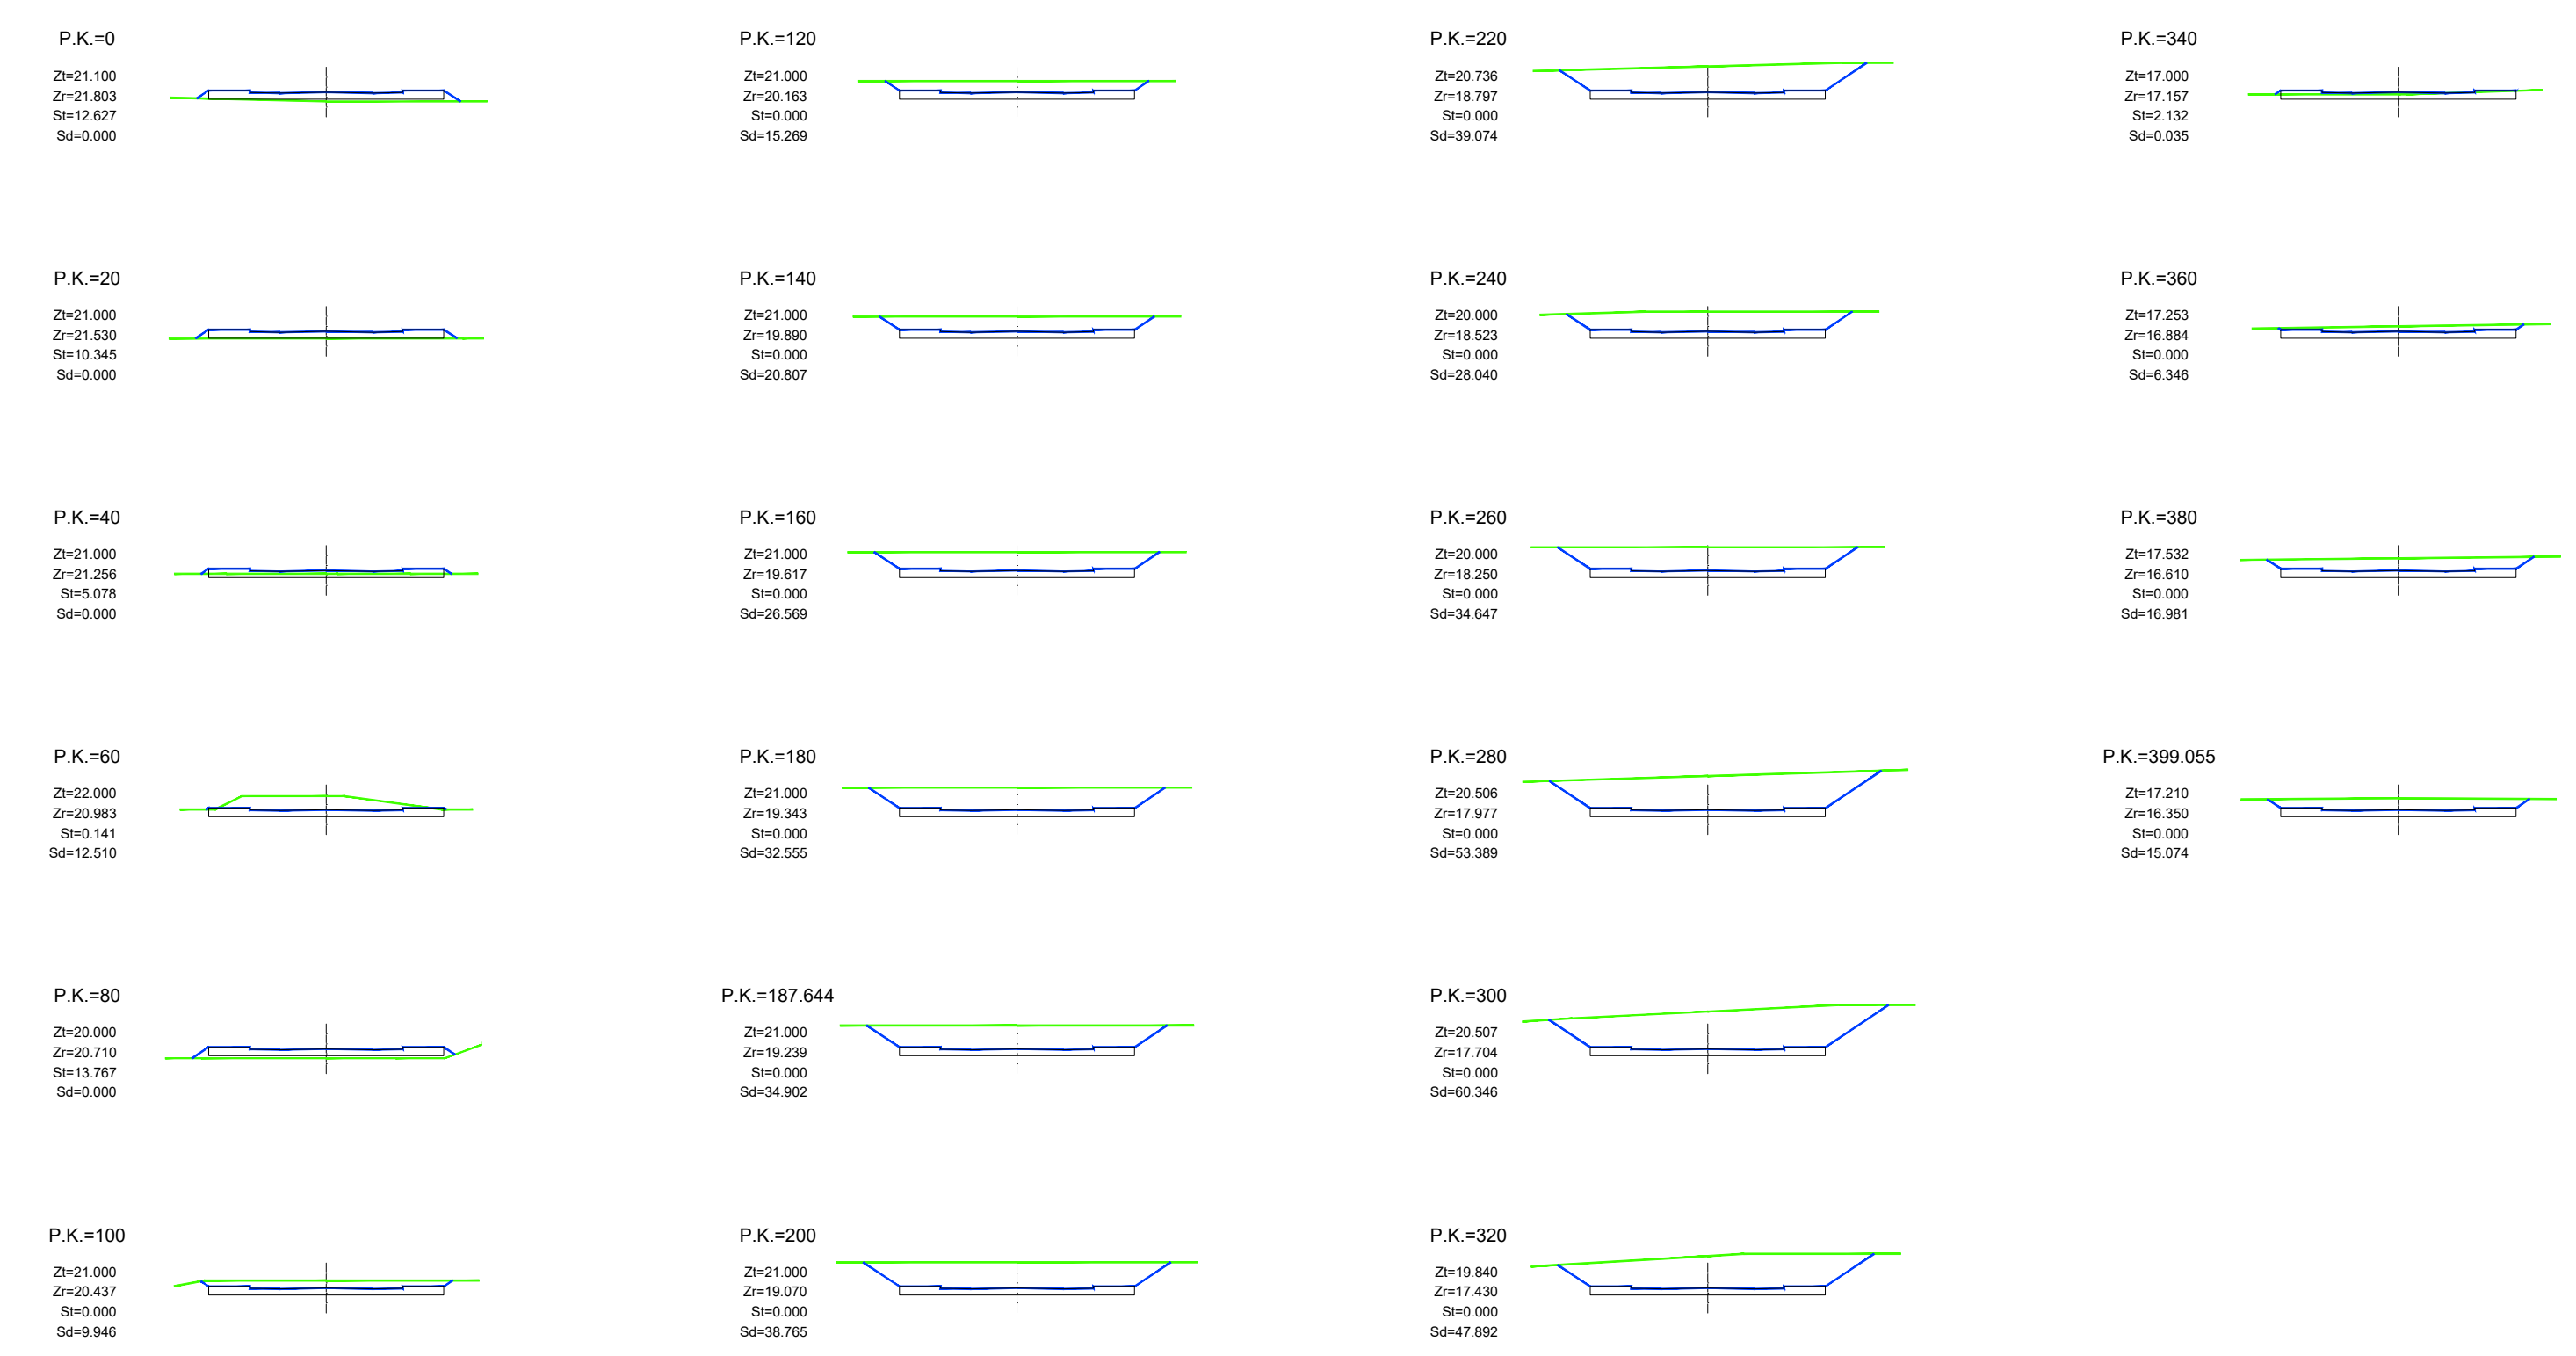 P.K.=0
Zt=21.100
Zr=21.803
St=12.627
Sd=0.000
P.K.=20
Zt=21.000
Zr=21.530
St=10.345
Sd=0.000
P.K.=40
Zt=21.000
Zr=21.256
St=5.078
Sd=0.000
P.K.=60
Zt=22.000
Zr=20.983
St=0.141
Sd=12.510
P.K.=80
Zt=20.000
Zr=20.710
St=13.767
Sd=0.000
P.K.=100
Zt=21.000
Zr=20.437
St=0.000
Sd=9.946
P.K.=120
Zt=21.000
Zr=20.163
St=0.000
Sd=15.269
P.K.=140
Zt=21.000
Zr=19.890
St=0.000
Sd=20.807
P.K.=160
Zt=21.000
Zr=19.617
St=0.000
Sd=26.569
P.K.=180
Zt=21.000
Zr=19.343
St=0.000
Sd=32.555
P.K.=187.644
Zt=21.000
Zr=19.239
St=0.000
Sd=34.902
P.K.=200
Zt=21.000
Zr=19.070
St=0.000
Sd=38.765
P.K.=220
Zt=20.736
Zr=18.797
St=0.000
Sd=39.074
P.K.=240
Zt=20.000
Zr=18.523
St=0.000
Sd=28.040
P.K.=260
Zt=20.000
Zr=18.250
St=0.000
Sd=34.647
P.K.=280
Zt=20.506
Zr=17.977
St=0.000
Sd=53.389
P.K.=300
Zt=20.507
Zr=17.704
St=0.000
Sd=60.346
P.K.=320
Zt=19.840
Zr=17.430
St=0.000
Sd=47.892
P.K.=340
Zt=17.000
Zr=17.157
St=2.132
Sd=0.035
P.K.=360
Zt=17.253
Zr=16.884
St=0.000
Sd=6.346
P.K.=380
Zt=17.532
Zr=16.610
St=0.000
Sd=16.981
P.K.=399.055
Zt=17.210
Zr=16.350
St=0.000
Sd=15.074